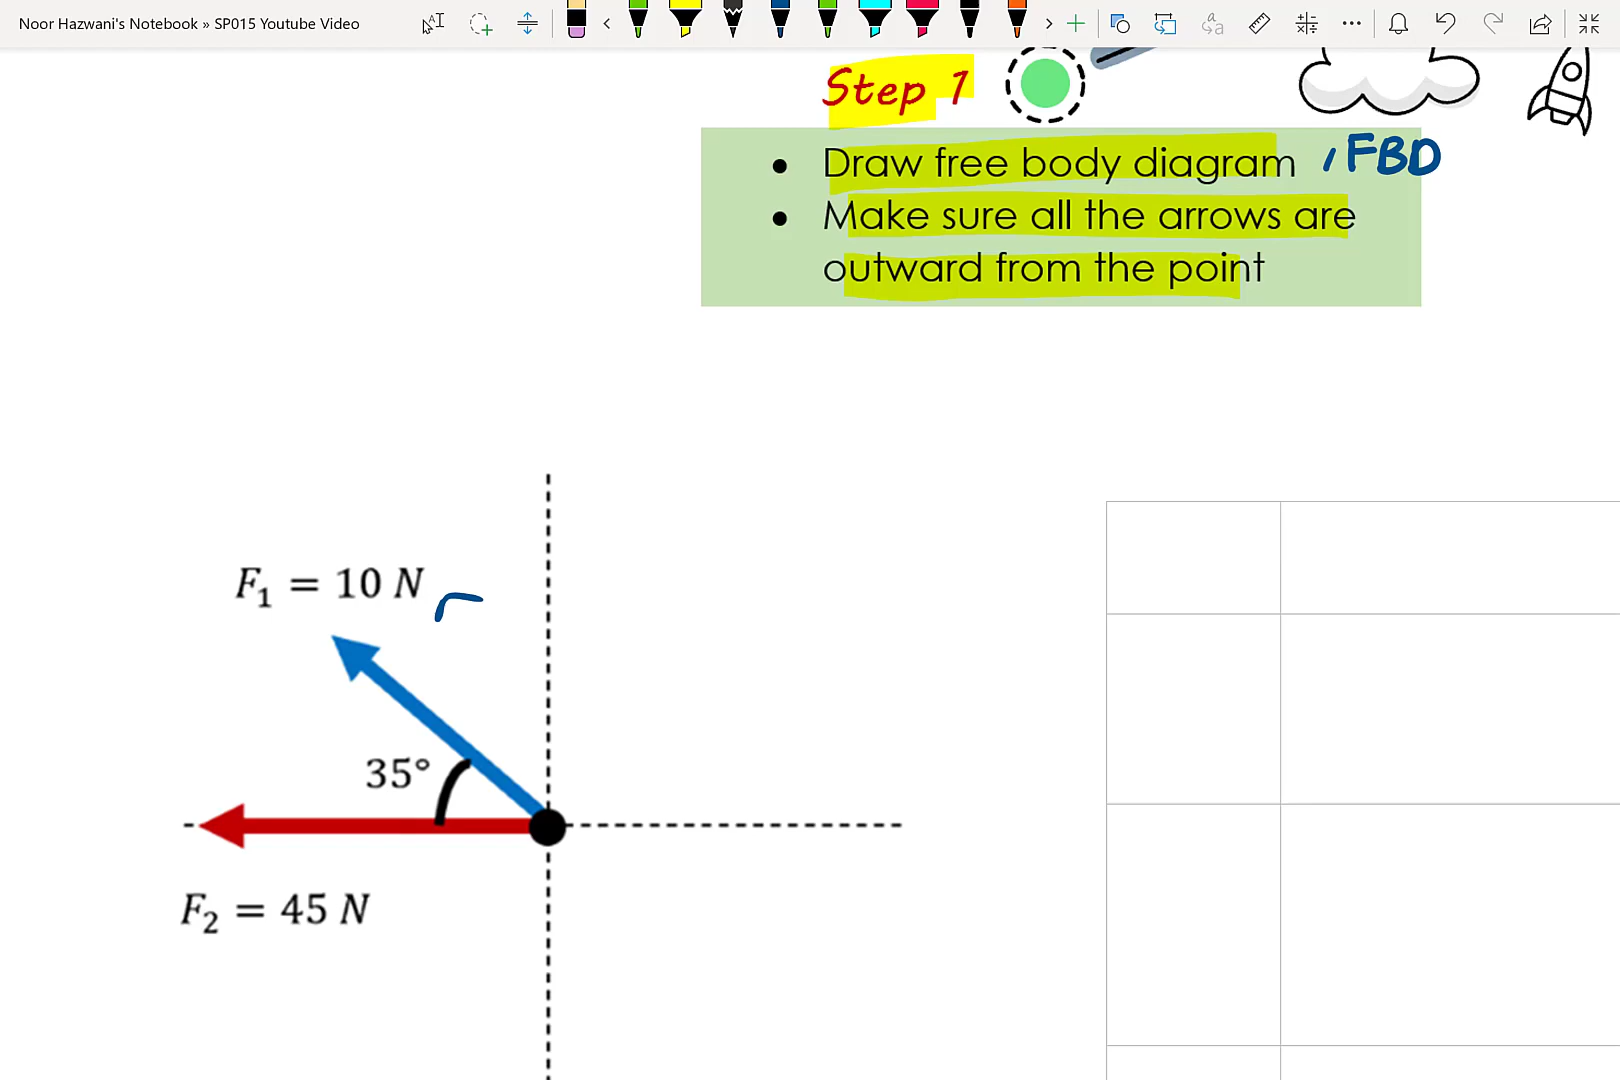 Noor Hazwani's Notebook » SP015 Youtube Video
Step 1
• Draw free body diagram , FBD
• Make sure all the arrows are
outward from the point
F₁ = 10 N
35°
F₂ = 45 N